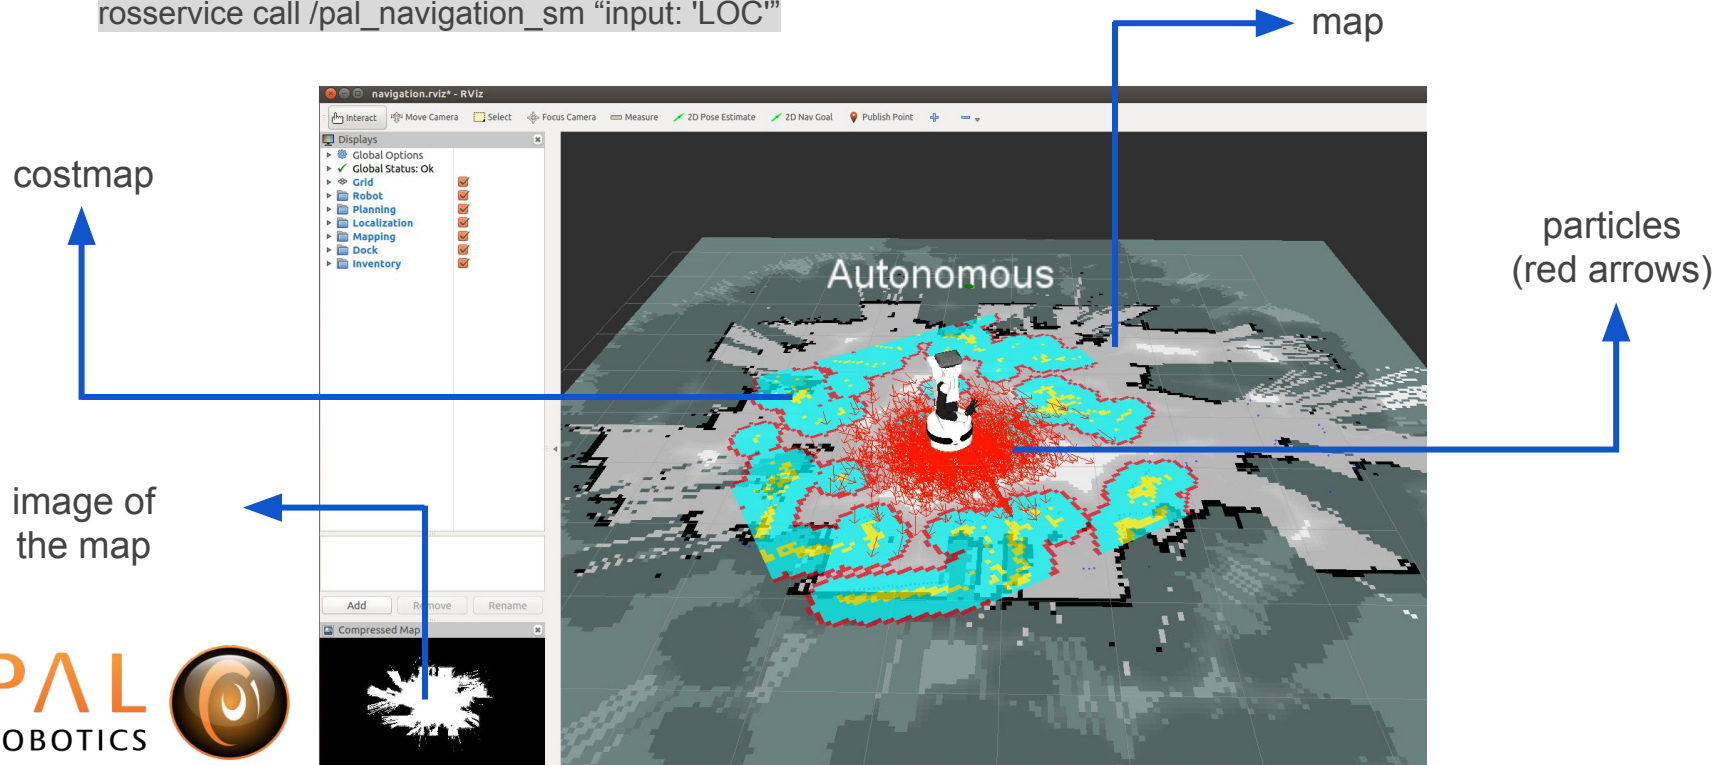 rosservice call /pal_navigation_sm “input: 'LOC'”
map
navigation.rviz* - RViz
Interact Move Camera Select Focus Camera Measure 2D Pose Estimate 2D Nav Goal Publish Point
Displays
Global Options
Global Status: Ok
Grid
Robot
Planning
Localization
Mapping
Dock
Inventory
costmap
Autonomous
particles
(red arrows)
image of
the map
Add Remove Rename
Compressed Map
PAL
OBOTICS